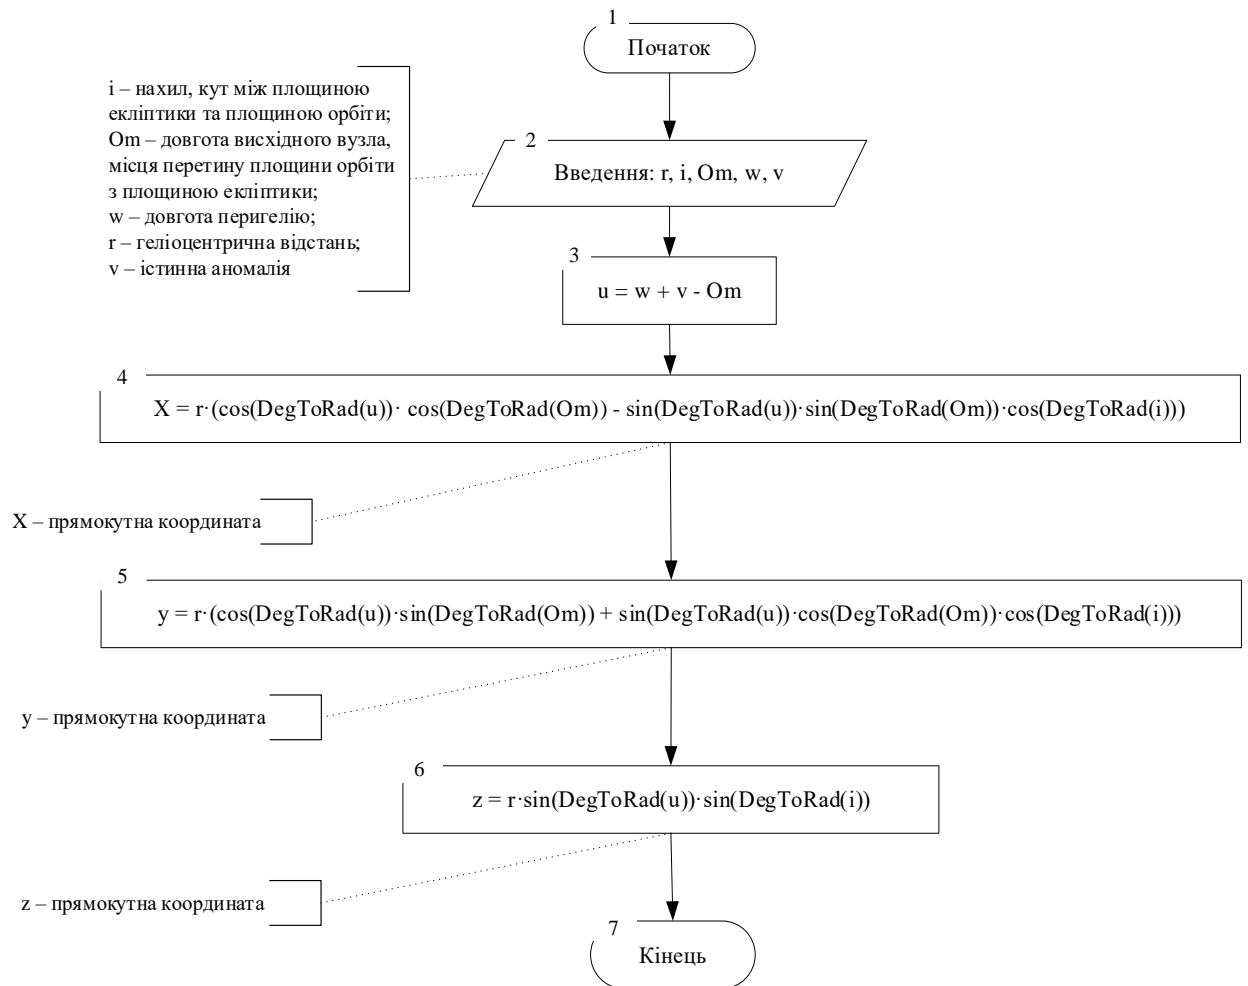 1
Початок
i – нахил, кут між площиною
екліптики та площиною орбіти;
Om – довгота висхідного вузла,
місця перетину площини орбіти
з площиною екліптики;
w – довгота перигелію;
r – геліоцентрична відстань;
v – істинна аномалія
2
Введення: r, i, Om, w, v
3
u = w + v - Om
4
X = r·(cos(DegToRad(u))· cos(DegToRad(Om)) - sin(DegToRad(u))·sin(DegToRad(Om))·cos(DegToRad(i)))
X – прямокутна координата
5
y = r·(cos(DegToRad(u))·sin(DegToRad(Om)) + sin(DegToRad(u))·cos(DegToRad(Om))·cos(DegToRad(i)))
y – прямокутна координата
6
z = r·sin(DegToRad(u))·sin(DegToRad(i))
z – прямокутна координата
7
Кінець